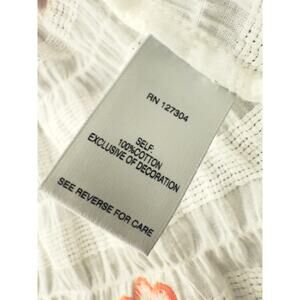 RN 127304
SELF
100%COTTON
EXCLUSIVE OF DECORATION
SEE REVERSE FOR CARE